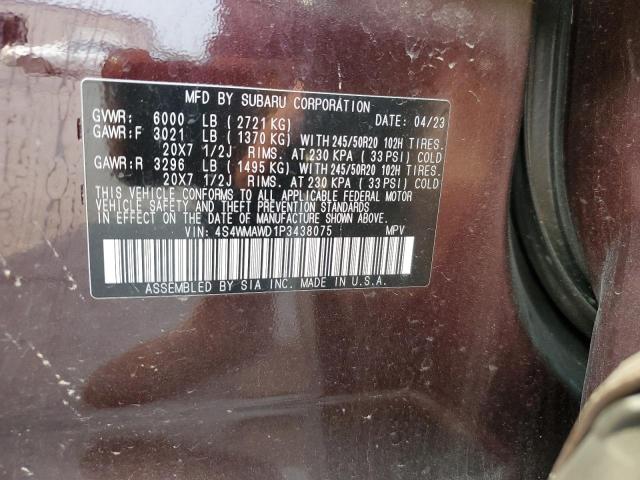 MFD BY SUBARU CORPORATION
GVWR: 6000 LB (2721 KG) DATE: 04/23
GAWR:F 3021 LB (1370 KG) WITH 245/50R20 102H TIRES.
20X7 1/2J RIMS. AT 230 KPA (33 PSI) COLD
GAWR:R 3296 LB (1495 KG) WITH 245/50R20 102H TIRES.
20X7 1/2J RIMS. AT 230 KPA (33 PSI) COLD
THIS VEHICLE CONFORMS TO ALL APPLICABLE FEDERAL MOTOR
VEHICLE SAFETY AND THEFT PREVENTION STANDARDS
IN EFFECT ON THE DATE OF MANUFACTURE SHOWN ABOVE.
VIN: 4S4WMAWD1P3438075 MPV
ASSEMBLED BY SIA INC. MADE IN U.S.A.